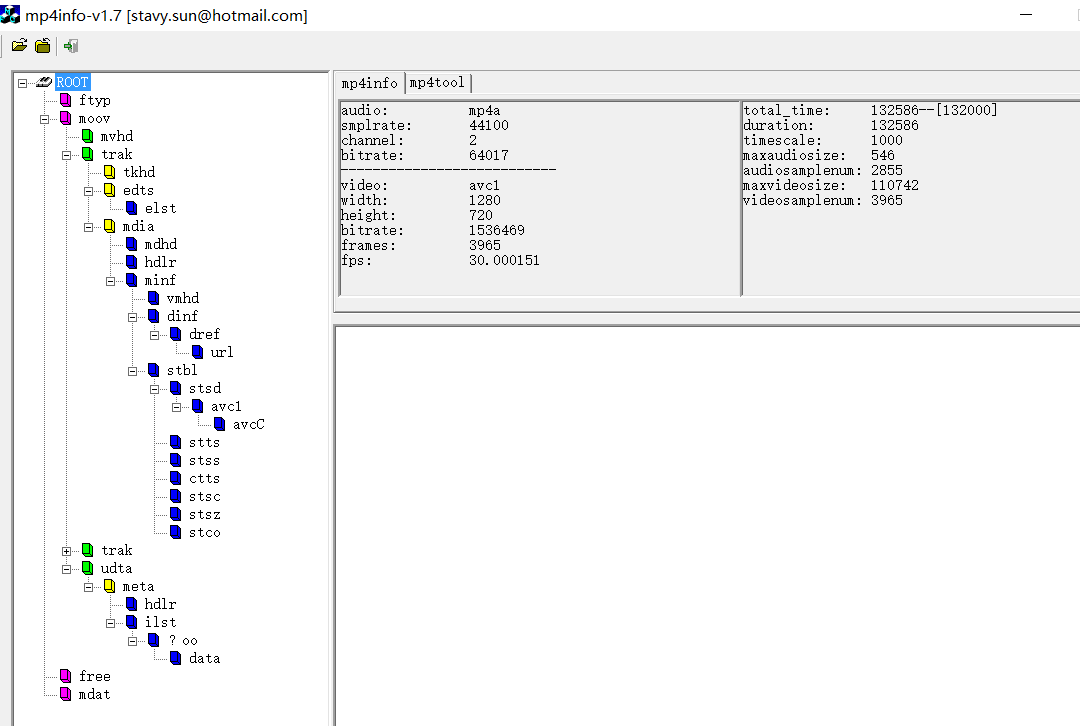 mp4info-v1.7 [stavy.sun@hotmail.com]
ROOT
ftyp
moov
mvhd
trak
tkhd
edts
elst
mdia
mdhd
hdlr
minf
vmhd
dinf
dref
url
stbl
stsd
avc1
avcC
stts
stss
ctts
stsc
stsz
stco
trak
udta
meta
hdlr
ilst
? oo
data
free
mdat
mp4info mp4tool
audio: mp4a
smplrate: 44100
channel: 2
bitrate: 64017
---------------------------
video: avc1
width: 1280
height: 720
bitrate: 1536469
frames: 3965
fps: 30.000151
total_time: 132586--[132000]
duration: 132586
timescale: 1000
maxaudiosize: 546
audiosamplenum: 2855
maxvideosize: 110742
videosamplenum: 3965